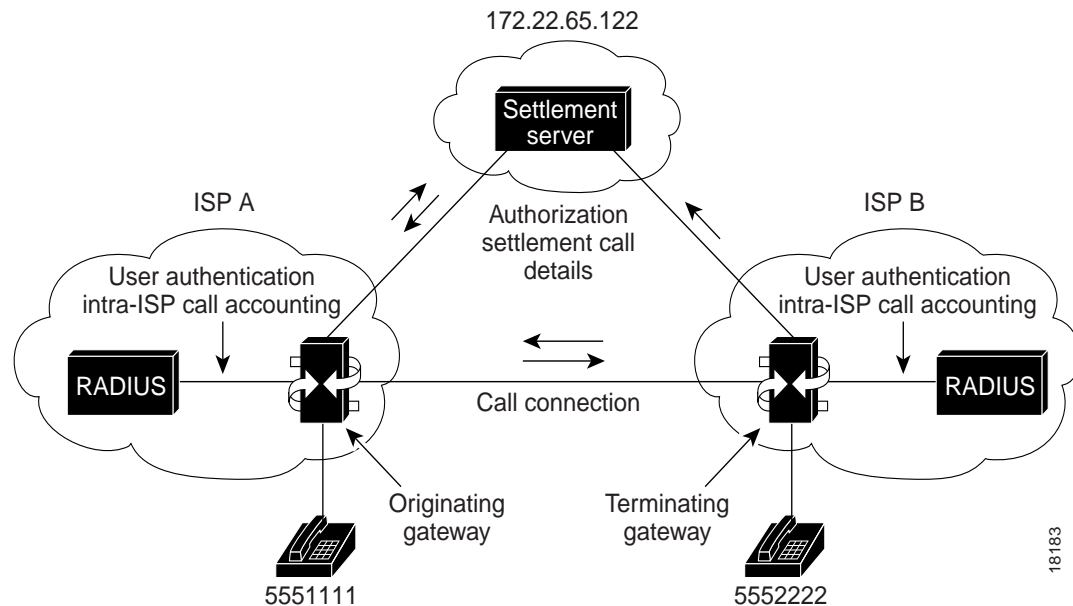 172.22.65.122
Settlement
server
ISP A
ISP B
Authorization
settlement call
details
User authentication
intra-ISP call accounting
User authentication
intra-ISP call accounting
RADIUS
RADIUS
Call connection
Originating
gateway
Terminating
gateway
5551111
5552222
18183